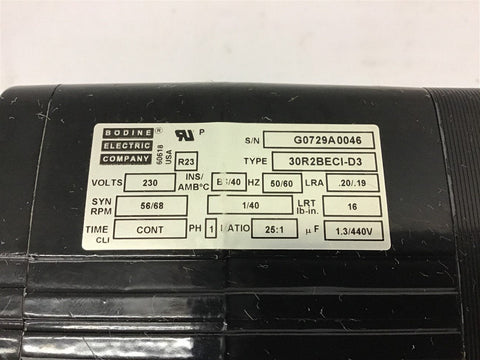 BODINE ®
ELECTRIC
COMPANY
60618
USA
R23
P
S/N G0729A0046
TYPE 30R2BECI-D3
VOLTS 230 INS/AMB°C B5/40 HZ 50/60 LRA .20/.19
SYN RPM 56/68 1/40 LRT lb-in. 16
TIME CONT PH 1 RATIO 25:1 µF 1.3/440V
CLI